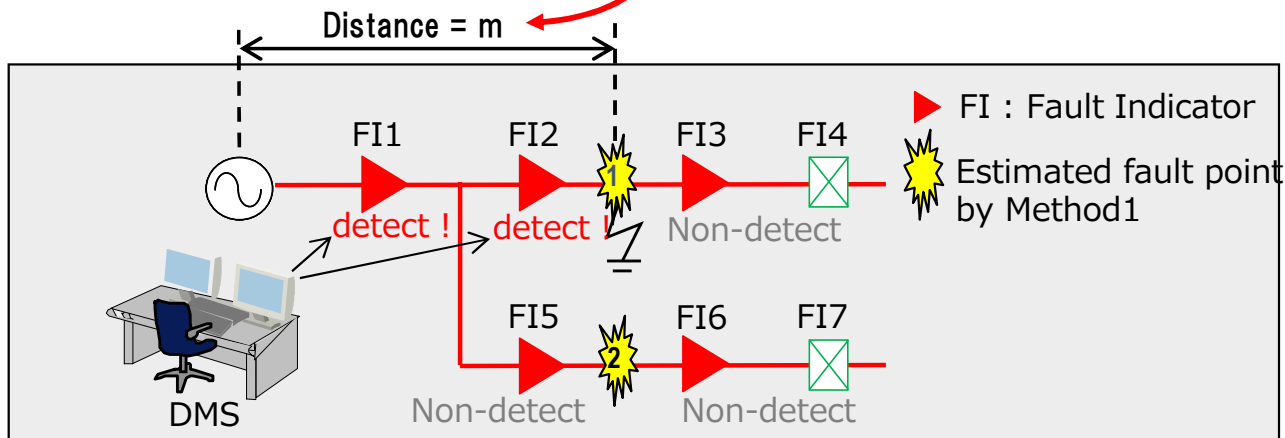 Distance = m
FI : Fault Indicator
Estimated fault point
by Method1
FI1
FI2
FI3
FI4
1
detect !
detect !
Non-detect
FI5
FI6
FI7
2
Non-detect
Non-detect
DMS